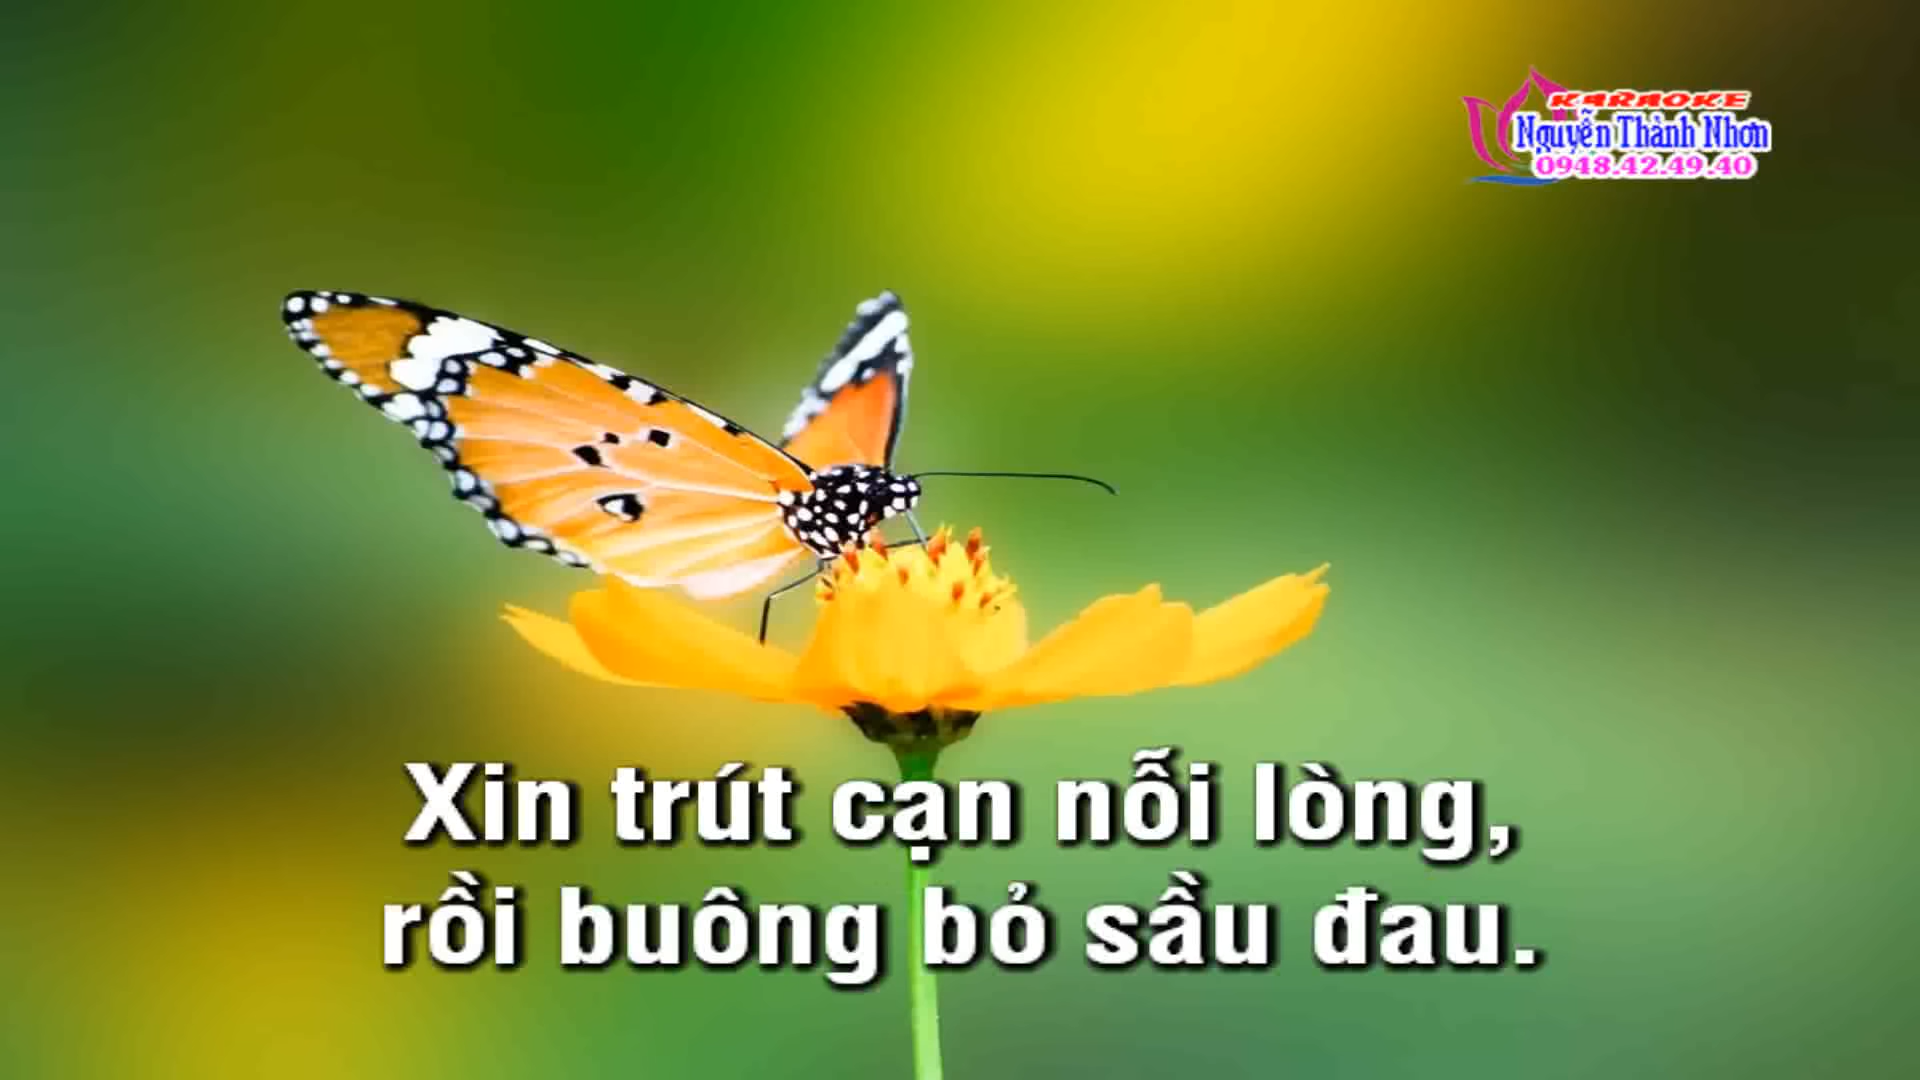 KARAOKE
Nguyễn Thành Nhơn
0948.42.49.40
Xin trút cạn nỗi lòng,
rồi buông bỏ sầu đau.